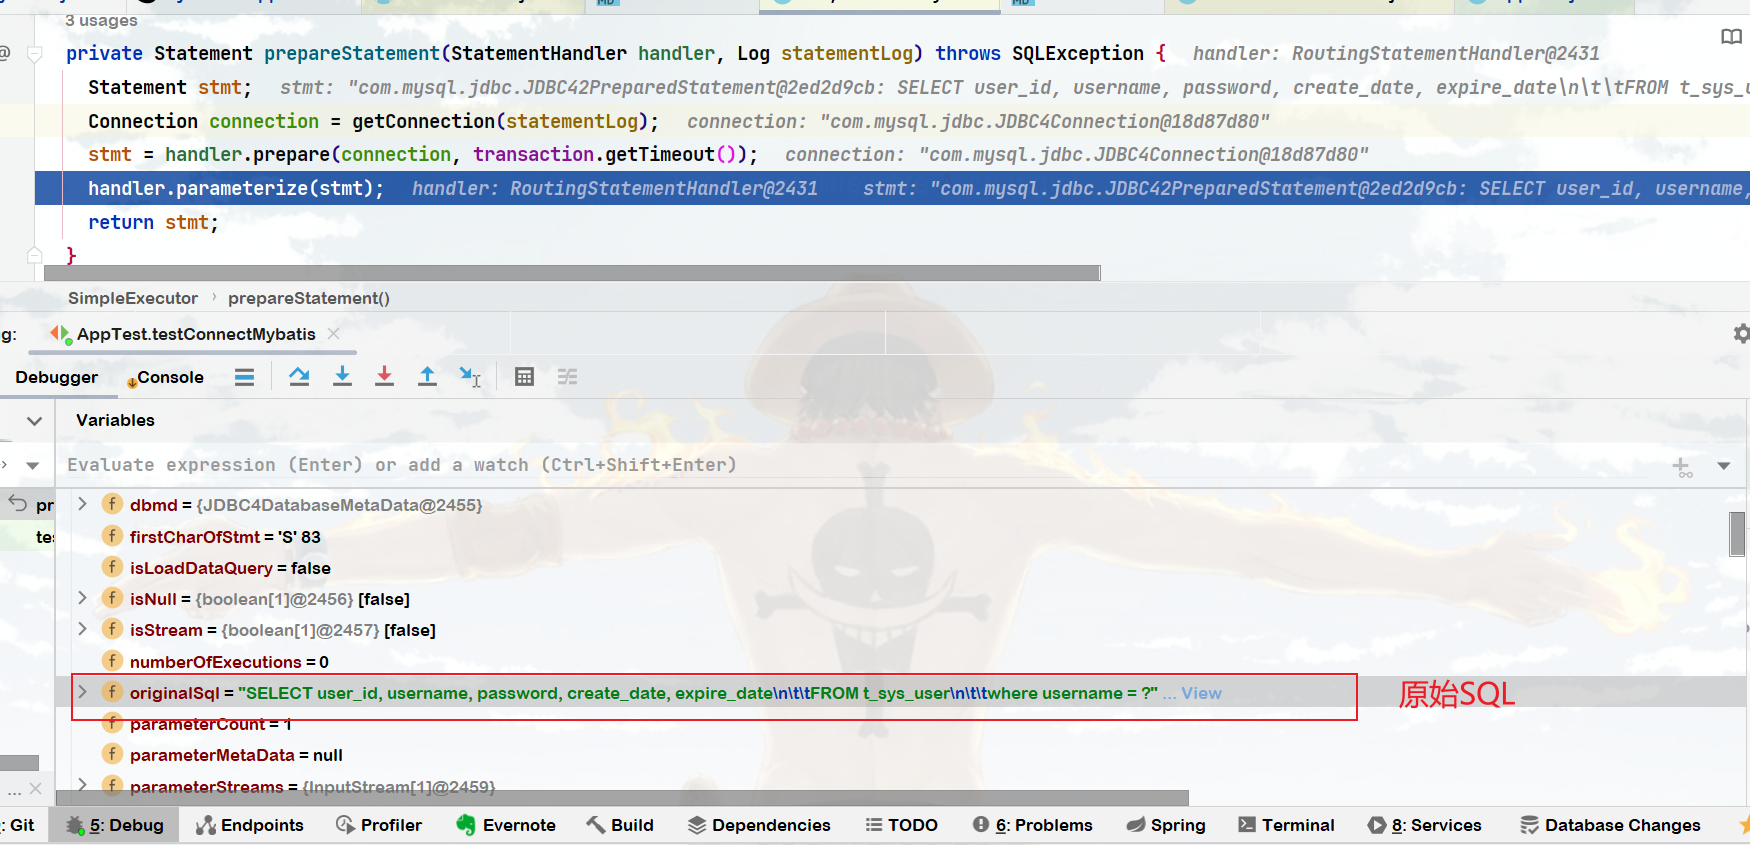 3 usages
private Statement prepareStatement(StatementHandler handler, Log statementLog) throws SQLException { handler: RoutingStatementHandler@2431
Statement stmt; stmt: "com.mysql.jdbc.JDBC42PreparedStatement@2ed2d9cb: SELECT user_id, username, password, create_date, expire_date\n\t\tFROM t_sys_u
Connection connection = getConnection(statementLog); connection: "com.mysql.jdbc.JDBC4Connection@18d87d80"
stmt = handler.prepare(connection, transaction.getTimeout()); connection: "com.mysql.jdbc.JDBC4Connection@18d87d80"
handler.parameterize(stmt); handler: RoutingStatementHandler@2431 stmt: "com.mysql.jdbc.JDBC42PreparedStatement@2ed2d9cb: SELECT user_id, username,
return stmt;
}
SimpleExecutor › prepareStatement()
g: AppTest.testConnectMybatis
Debugger Console
Variables
Evaluate expression (Enter) or add a watch (Ctrl+Shift+Enter)
pr
tes
dbmd = {JDBC4DatabaseMetaData@2455}
firstCharOfStmt = 'S' 83
isLoadDataQuery = false
isNull = {boolean[1]@2456} [false]
isStream = {boolean[1]@2457} [false]
numberOfExecutions = 0
originalSql = "SELECT user_id, username, password, create_date, expire_date\n\t\tFROM t_sys_user\n\t\twhere username = ?" ... View
原始SQL
parameterCount = 1
parameterMetaData = null
parameterStreams = {InputStream[1]@2459}
...
: Git 5: Debug Endpoints Profiler Evernote Build Dependencies TODO 6: Problems Spring Terminal 8: Services Database Changes